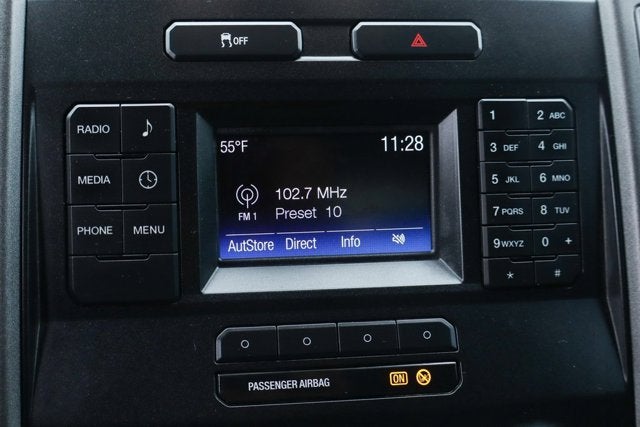 OFF
RADIO
MEDIA
PHONE MENU
55°F 11:28
102.7 MHz
FM 1 Preset 10
AutStore Direct Info
1 2 ABC
3 DEF 4 GHI
5 JKL 6 MNO
7 PQRS 8 TUV
9 WXYZ 0 +
* #
PASSENGER AIRBAG ON